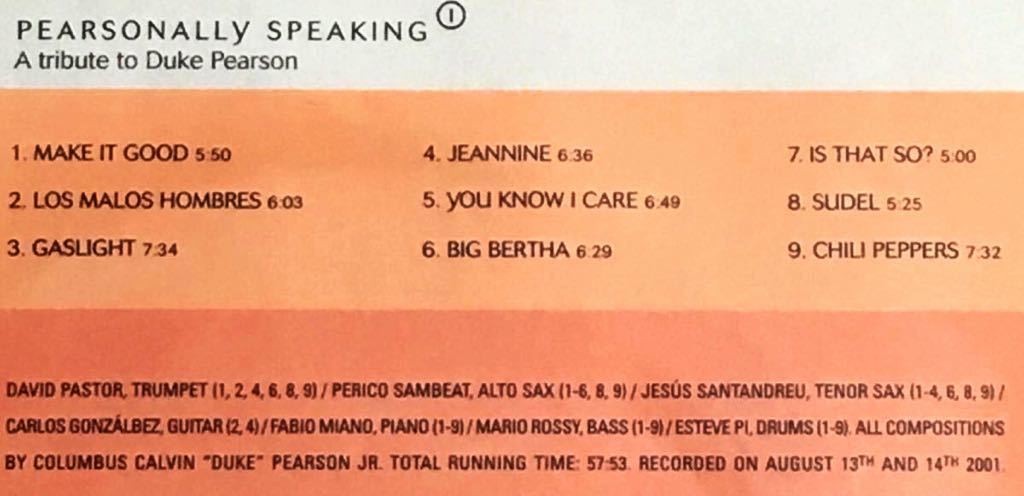 PEARSONALLY SPEAKING ①
A tribute to Duke Pearson
1. MAKE IT GOOD 5:50
2. LOS MALOS HOMBRES 6:03
3. GASLIGHT 7:34
4. JEANNINE 6:36
5. YOU KNOW I CARE 6:49
6. BIG BERTHA 6:29
7. IS THAT SO? 5:00
8. SUDEL 5:25
9. CHILI PEPPERS 7:32
DAVID PASTOR, TRUMPET (1, 2, 4, 6, 8, 9) / PERICO SAMBEAT, ALTO SAX (1-6, 8, 9) / JESÚS SANTANDREU, TENOR SAX (1-4, 6, 8, 9) /
CARLOS GONZÁLBEZ, GUITAR (2, 4) / FABIO MIANO, PIANO (1-9) / MARIO ROSSY, BASS (1-9) / ESTEVE PI, DRUMS (1-9). ALL COMPOSITIONS
BY COLUMBUS CALVIN "DUKE" PEARSON JR. TOTAL RUNNING TIME: 57:53. RECORDED ON AUGUST 13TH AND 14TH 2001.